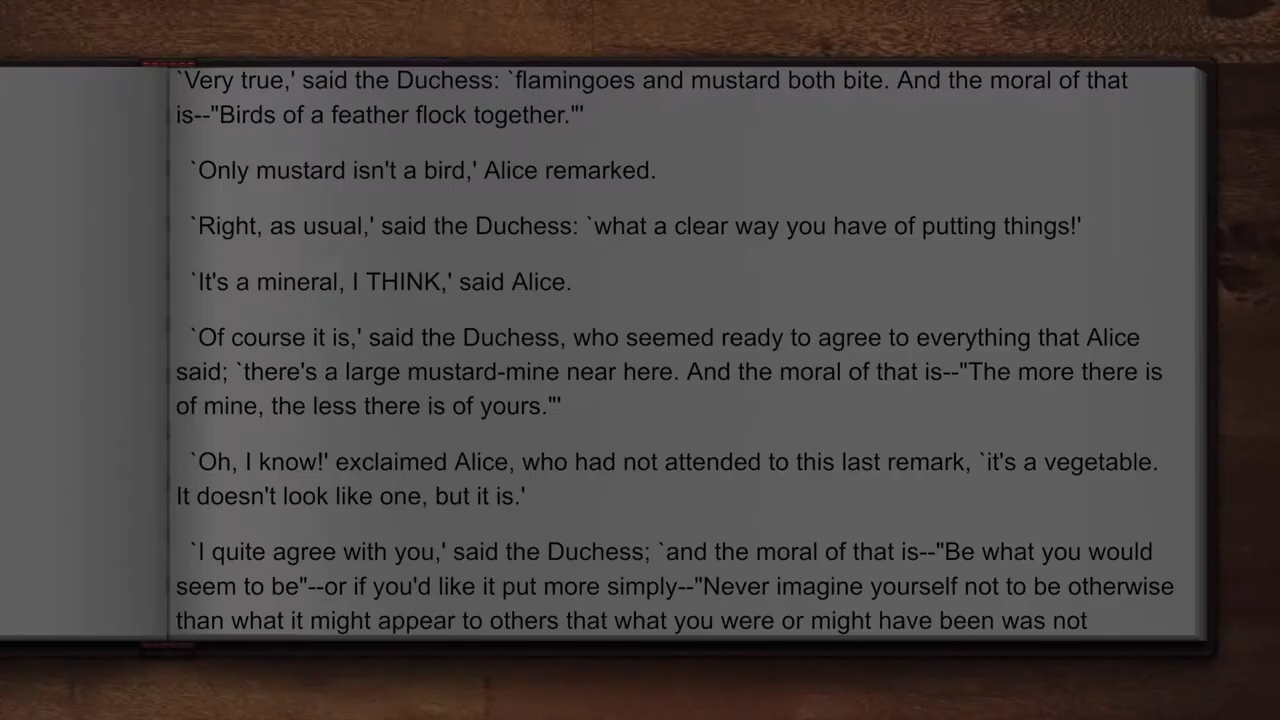 `Very true,' said the Duchess: `flamingoes and mustard both bite. And the moral of that
is--"Birds of a feather flock together."'
`Only mustard isn't a bird,' Alice remarked.
`Right, as usual,' said the Duchess: `what a clear way you have of putting things!'
`It's a mineral, I THINK,' said Alice.
`Of course it is,' said the Duchess, who seemed ready to agree to everything that Alice
said; `there's a large mustard-mine near here. And the moral of that is--"The more there is
of mine, the less there is of yours."'
`Oh, I know!' exclaimed Alice, who had not attended to this last remark, `it's a vegetable.
It doesn't look like one, but it is.'
`I quite agree with you,' said the Duchess; `and the moral of that is--"Be what you would
seem to be"--or if you'd like it put more simply--"Never imagine yourself not to be otherwise
than what it might appear to others that what you were or might have been was not